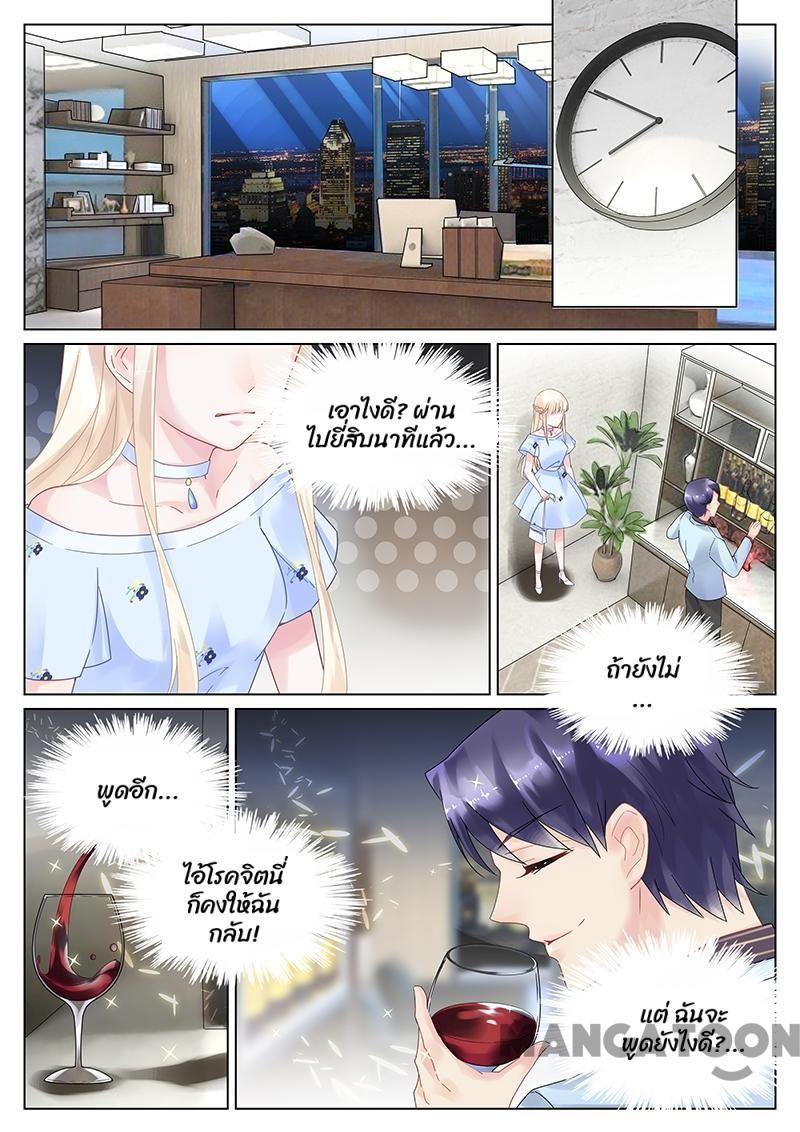 เอาไงดี? ผ่าน
ไปยี่สิบนาทีแล้ว...
ถ้ายังไม่
...
พูดอีก...
ไอ้โรคจิตนี่
ก็คงให้ฉัน
กลับ!
แต่ ฉันจะ
พูดยังไงดี?...
MANGATOON